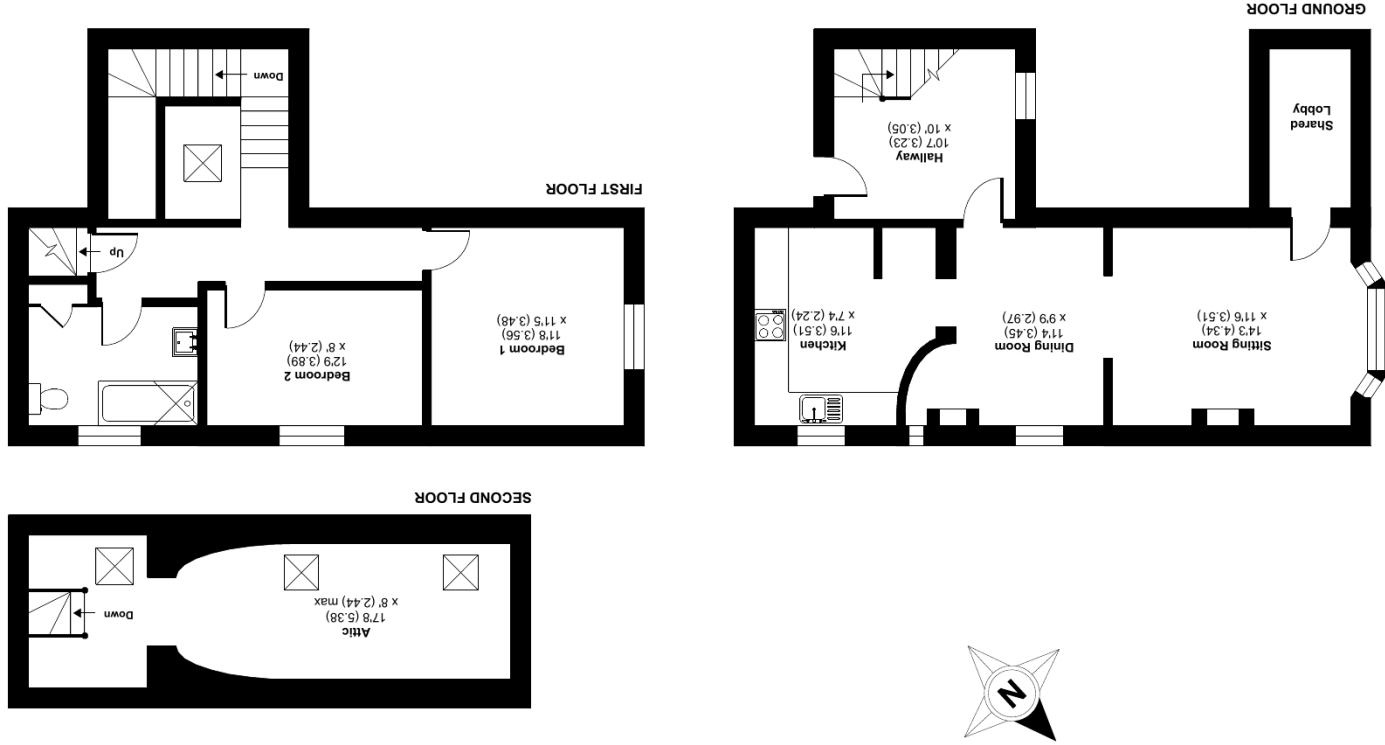 SECOND FLOOR
Down
Attic
17'8 (5.38)
x 8' (2.44) max
FIRST FLOOR
Down
Up
Bedroom 1
11'8 (3.56)
x 11'5 (3.48)
Bedroom 2
12'9 (3.89)
x 8' (2.44)
GROUND FLOOR
Shared
Lobby
Hallway
10'7 (3.23)
x 10' (3.05)
Sitting Room
14'3 (4.34)
x 11'6 (3.51)
Dining Room
11'4 (3.45)
x 9'9 (2.97)
Kitchen
11'6 (3.51)
x 7'4 (2.24)
N